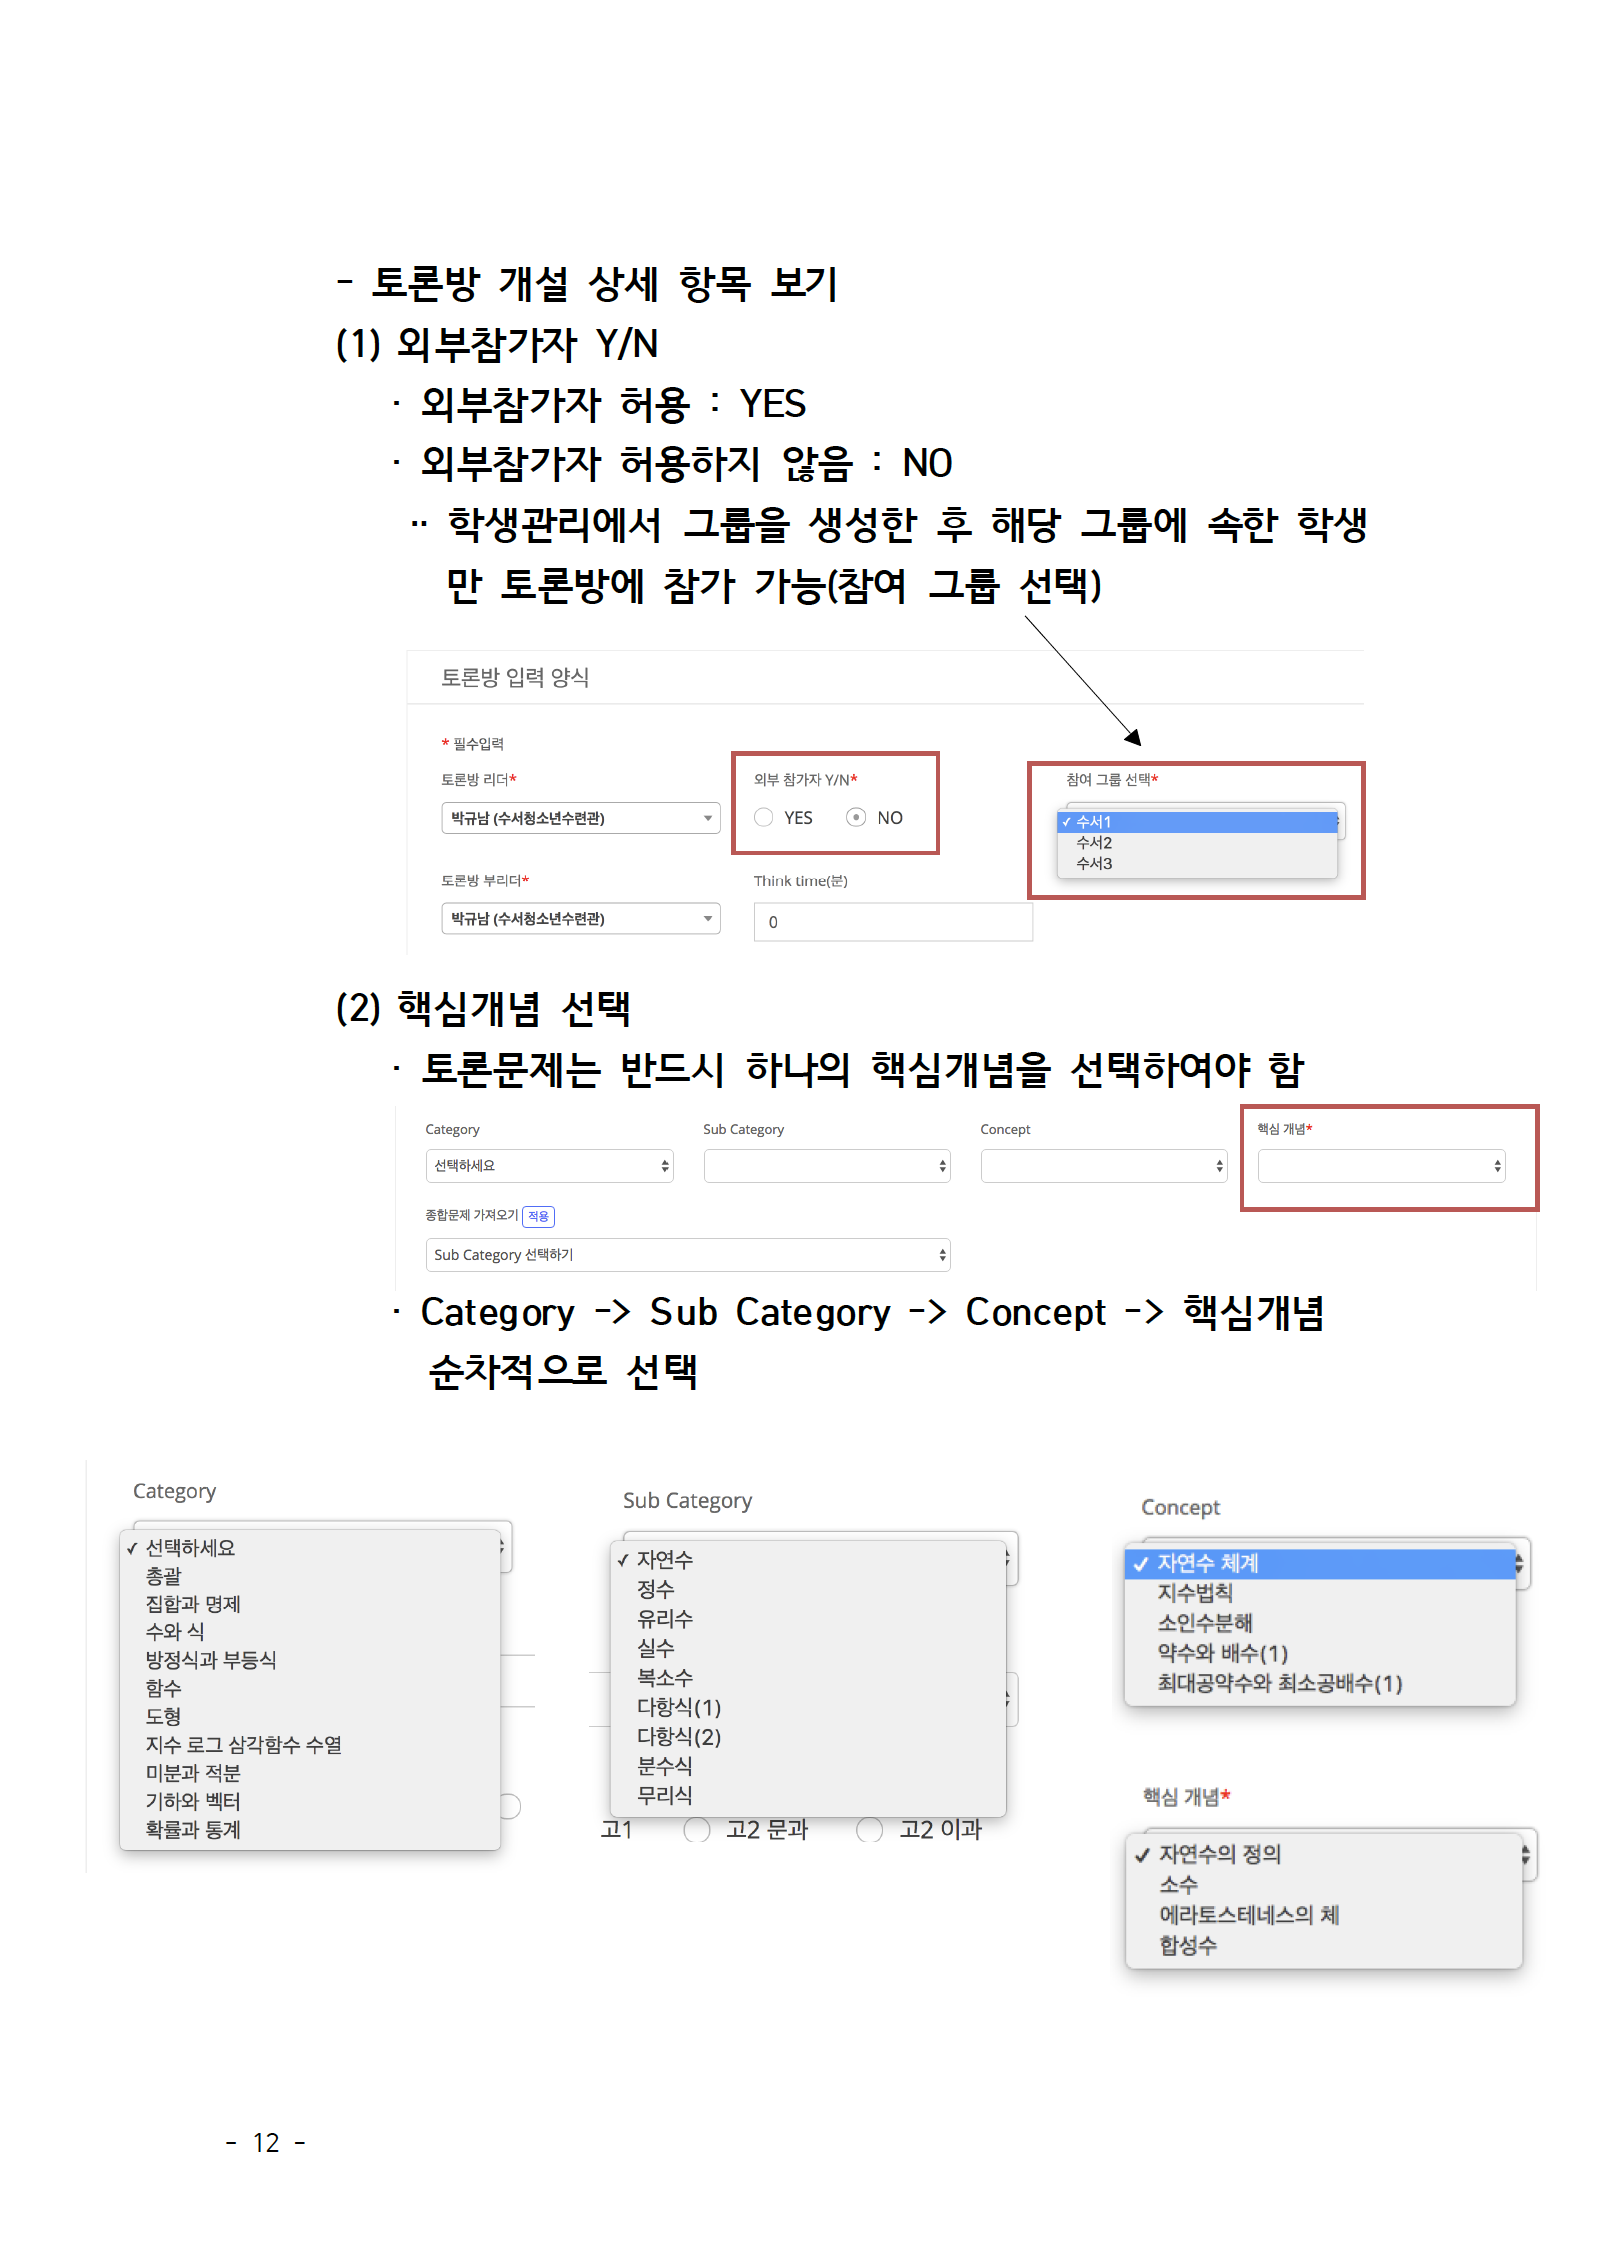 - 토론방 개설 상세 항목 보기
(1) 외부참가자 Y/N
· 외부참가자 허용 : YES
· 외부참가자 허용하지 않음 : NO
·· 학생관리에서 그룹을 생성한 후 해당 그룹에 속한 학생
만 토론방에 참가 가능(참여 그룹 선택)
토론방 입력 양식
* 필수입력
토론방 리더* 외부 참가자 Y/N* 참여 그룹 선택*
박규남 (수서청소년수련관) YES NO ✓ 수서1
수서2
수서3
토론방 부리더* Think time(분)
박규남 (수서청소년수련관) 0
(2) 핵심개념 선택
· 토론문제는 반드시 하나의 핵심개념을 선택하여야 함
Category Sub Category Concept 핵심 개념*
선택하세요
종합문제 가져오기 적용
Sub Category 선택하기
· Category -> Sub Category -> Concept -> 핵심개념
순차적으로 선택
Category
✓ 선택하세요
총괄
집합과 명제
수와 식
방정식과 부등식
함수
도형
지수 로그 삼각함수 수열
미분과 적분
기하와 벡터
확률과 통계
Sub Category
✓ 자연수
정수
유리수
실수
복소수
다항식(1)
다항식(2)
분수식
무리식
고1 고2 문과 고2 이과
Concept
✓ 자연수 체계
지수법칙
소인수분해
약수와 배수(1)
최대공약수와 최소공배수(1)
핵심 개념*
✓ 자연수의 정의
소수
에라토스테네스의 체
합성수
- 12 -